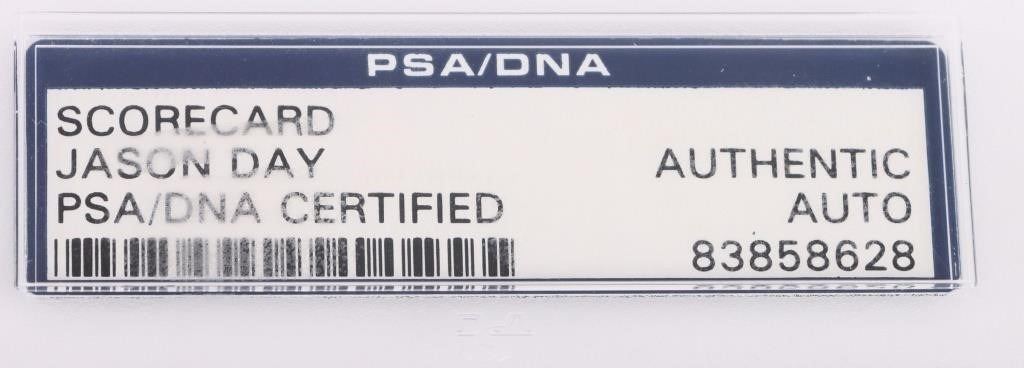 PSA/DNA
SCORECARD
JASON DAY AUTHENTIC
PSA/DNA CERTIFIED AUTO
83858628